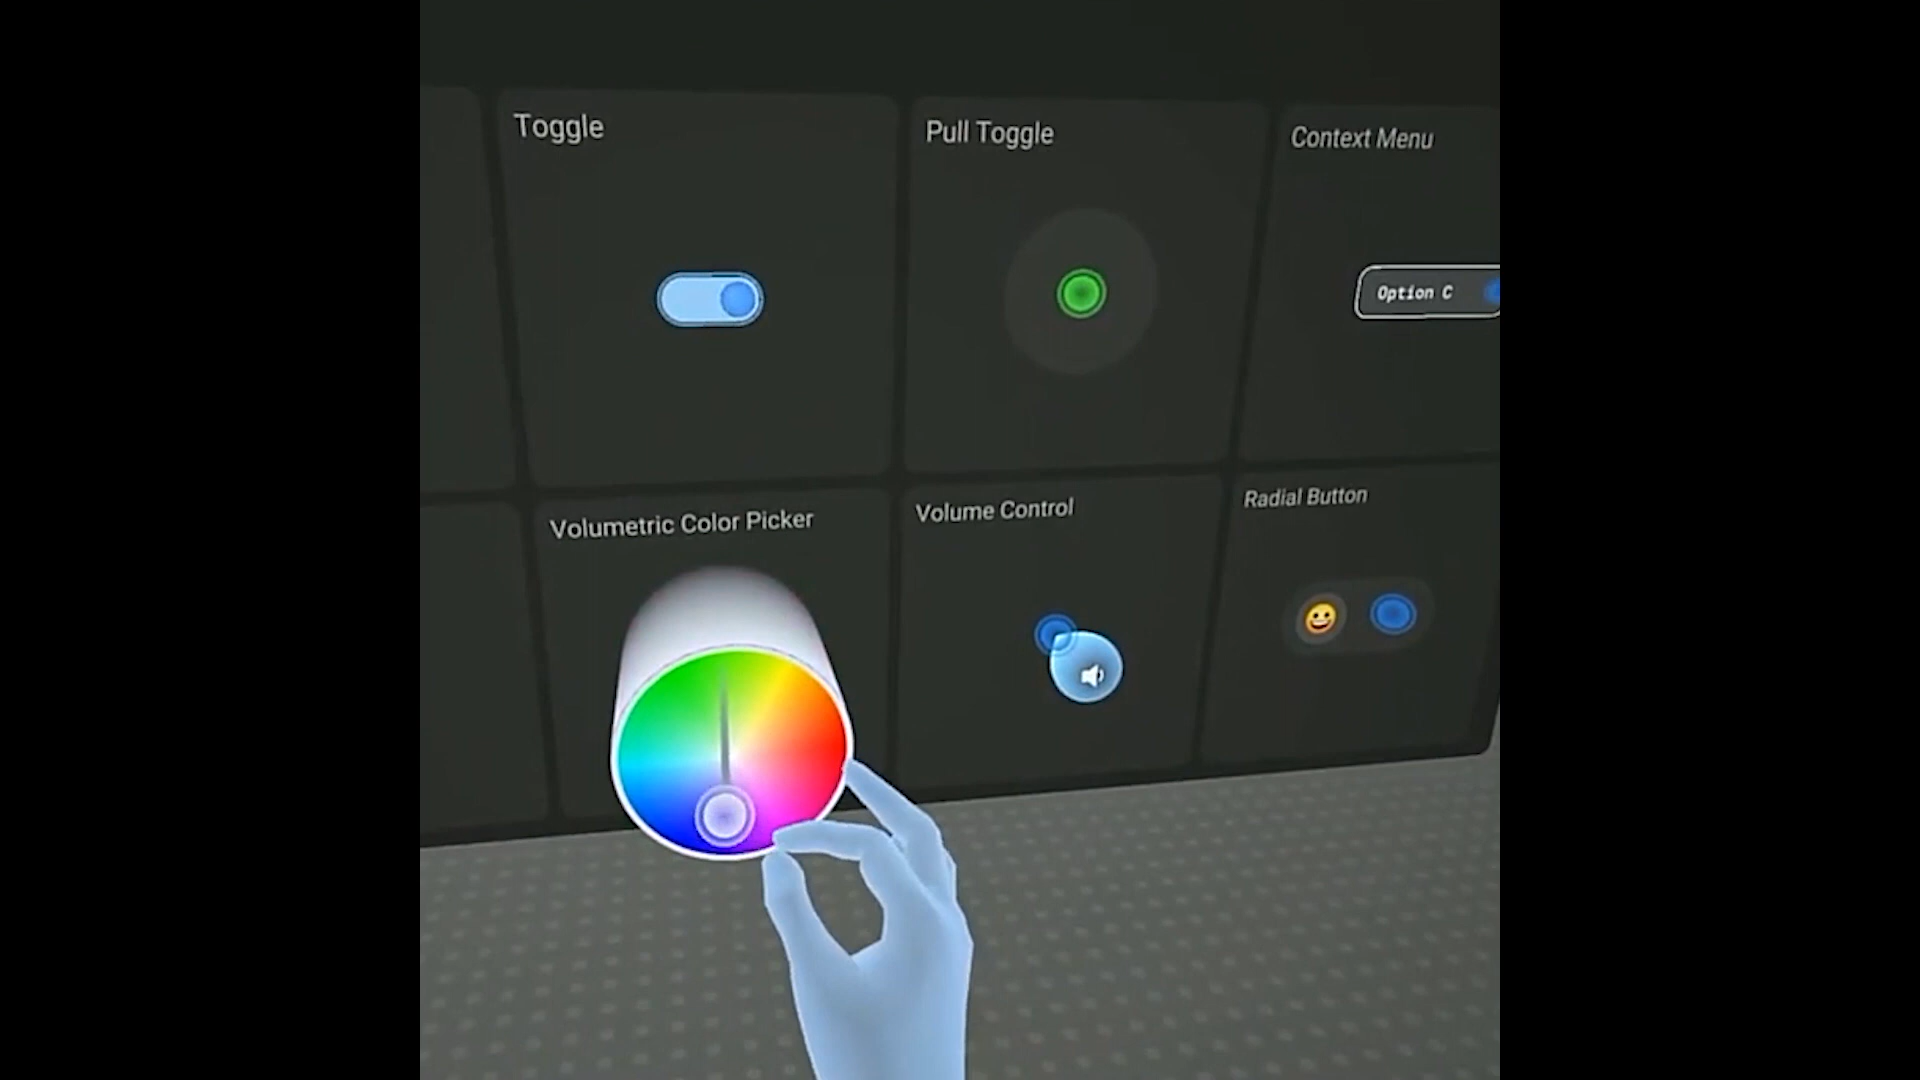 Toggle
Pull Toggle
Context Menu
Option C
Volumetric Color Picker
Volume Control
Radial Button